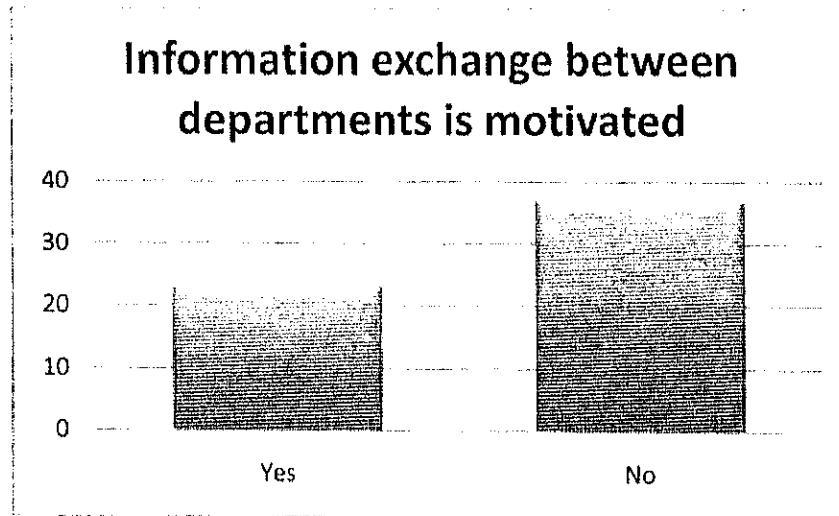 Information exchange between
departments is motivated
40
30
20
10
0
Yes
No